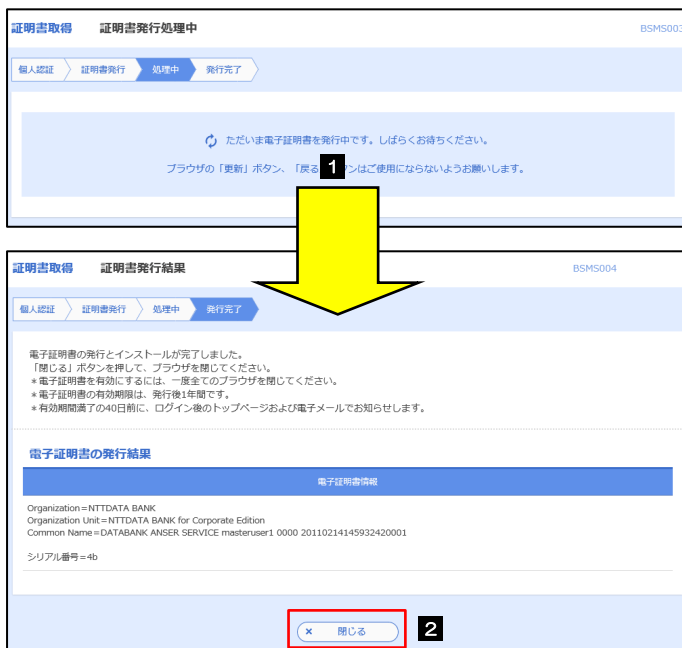 証明書取得 証明書発行処理中 BSMS003
個人認証 証明書発行 処理中 発行完了
ただいま電子証明書を発行中です。しばらくお待ちください。
ブラウザの「更新」ボタン、「戻る ンはご使用にならないようお願いします。
1
証明書取得 証明書発行結果 BSMS004
個人認証 証明書発行 処理中 発行完了
電子証明書の発行とインストールが完了しました。
「閉じる」ボタンを押して、ブラウザを閉じてください。
＊電子証明書を有効にするには、一度全てのブラウザを閉じてください。
＊電子証明書の有効期限は、発行後1年間です。
＊有効期間満了の40日前に、ログイン後のトップページおよび電子メールでお知らせします。
電子証明書の発行結果
電子証明書情報
Organization=NTTDATA BANK
Organization Unit=NTTDATA BANK for Corporate Edition
Common Name=DATABANK ANSER SERVICE masteruser1 0000 20110214145932420001
シリアル番号=4b
× 閉じる 2